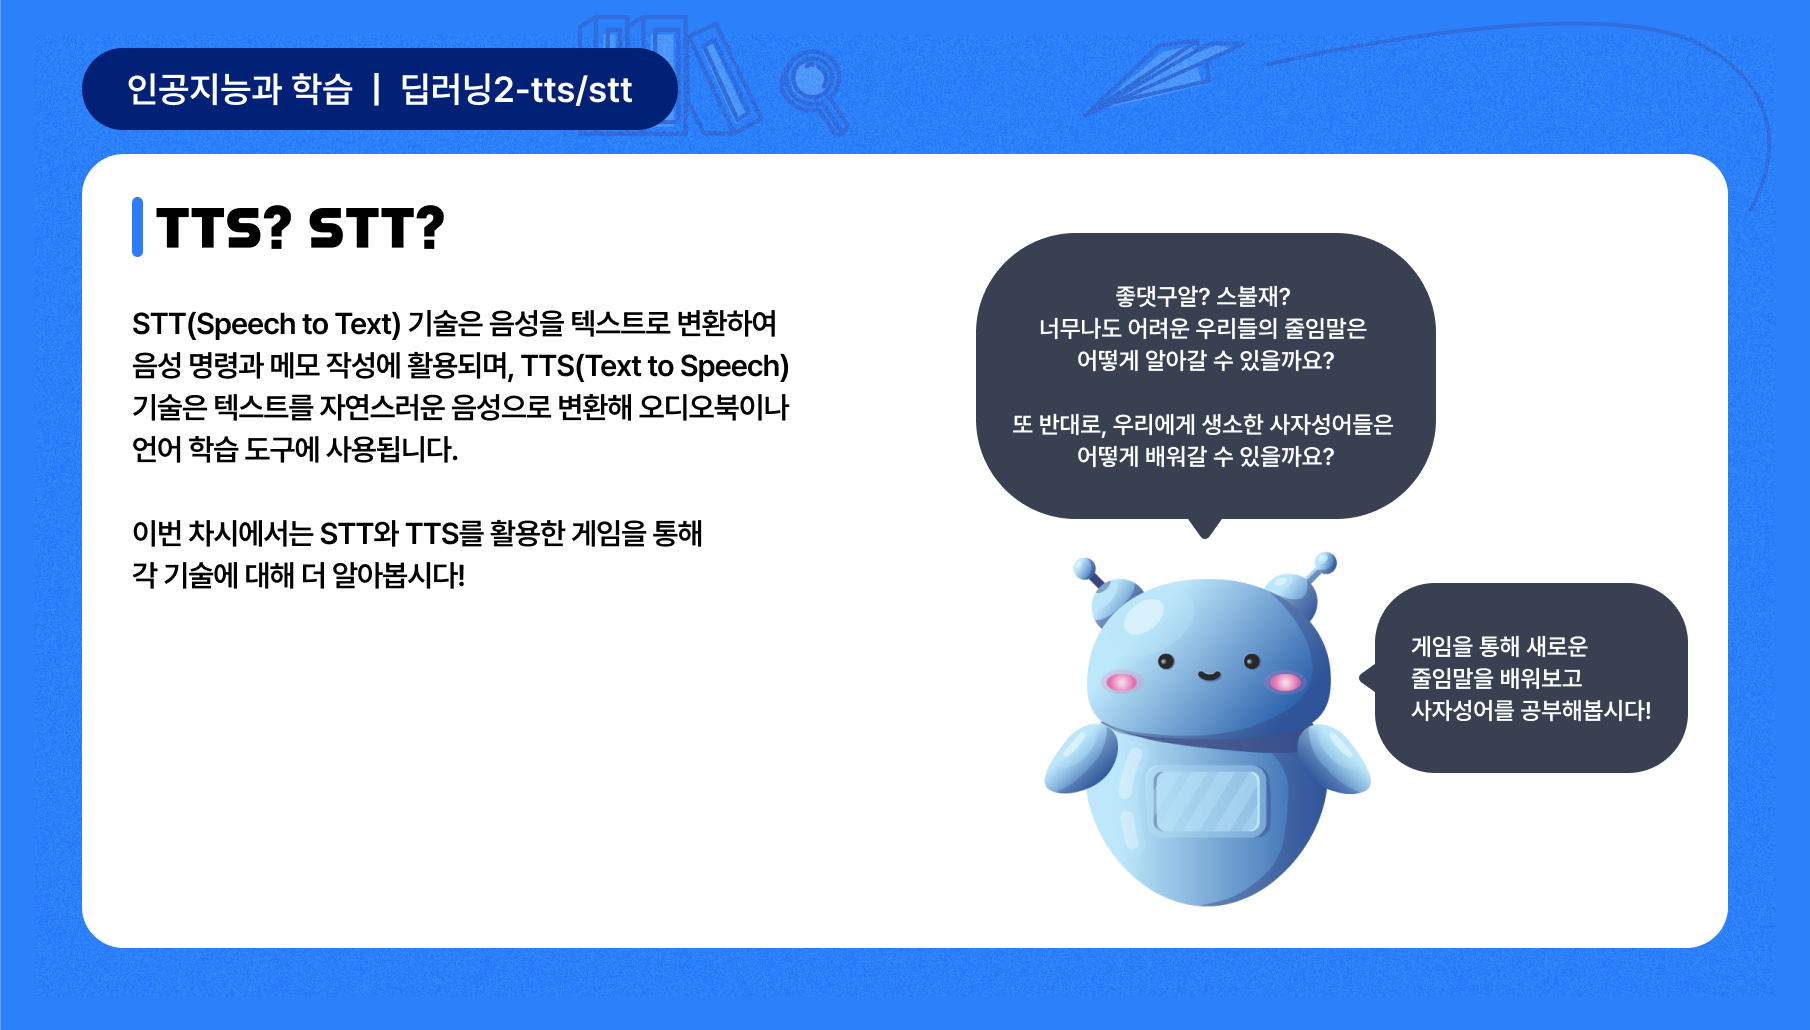 인공지능과 학습 | 딥러닝2-tts/stt
TTS? STT?
STT(Speech to Text) 기술은 음성을 텍스트로 변환하여
음성 명령과 메모 작성에 활용되며, TTS(Text to Speech)
기술은 텍스트를 자연스러운 음성으로 변환해 오디오북이나
언어 학습 도구에 사용됩니다.
이번 차시에서는 STT와 TTS를 활용한 게임을 통해
각 기술에 대해 더 알아봅시다!
좋댓구알? 스불재?
너무나도 어려운 우리들의 줄임말은
어떻게 알아갈 수 있을까요?
또 반대로, 우리에게 생소한 사자성어들은
어떻게 배워갈 수 있을까요?
게임을 통해 새로운
줄임말을 배워보고
사자성어를 공부해봅시다!